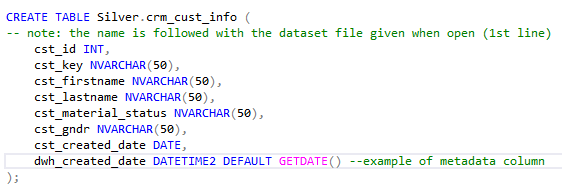 CREATE TABLE Silver.crm_cust_info (
-- note: the name is followed with the dataset file given when open (1st line)
cst_id INT,
cst_key NVARCHAR(50),
cst_firstname NVARCHAR(50),
cst_lastname NVARCHAR(50),
cst_material_status NVARCHAR(50),
cst_gndr NVARCHAR(50),
cst_created_date DATE,
dwh_created_date DATETIME2 DEFAULT GETDATE() --example of metadata column
);